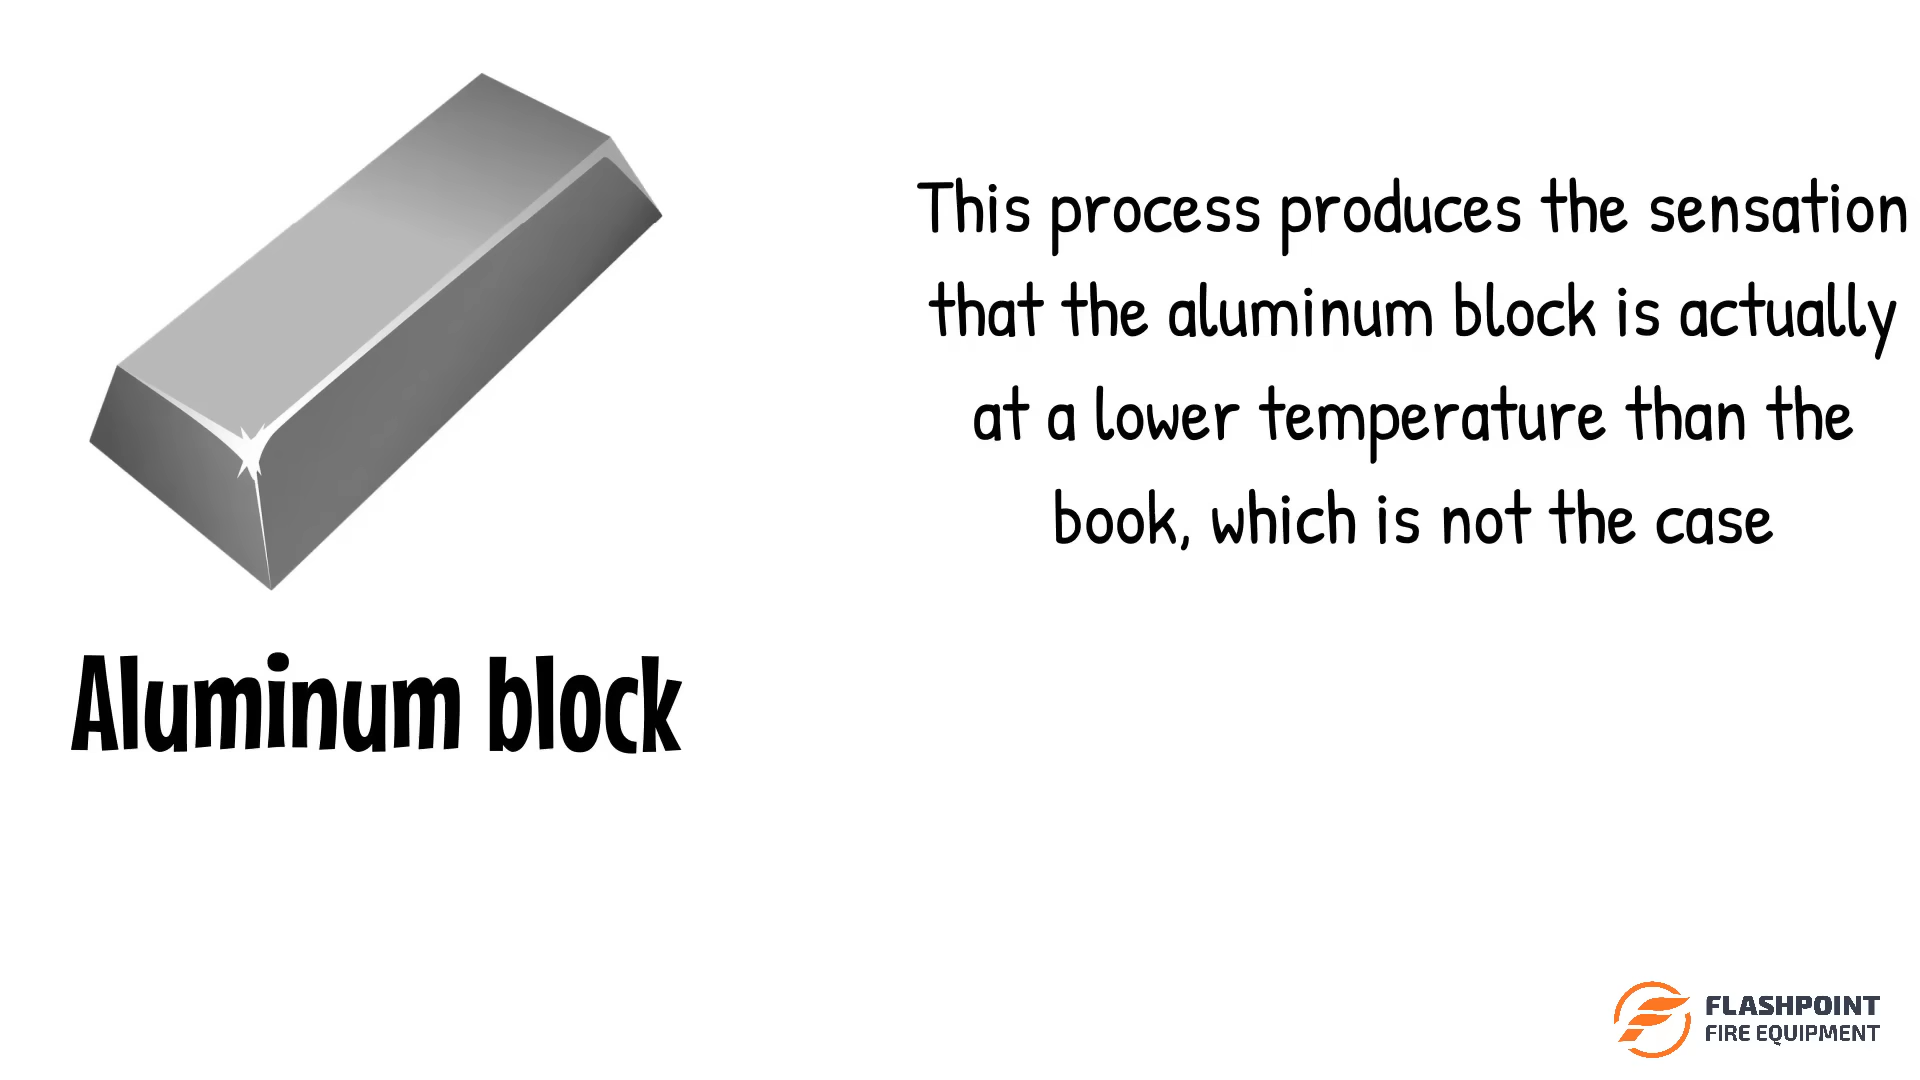 This process produces the sensation
that the aluminum block is actually
at a lower temperature than the
book, which is not the case
Aluminum block
FLASHPOINT
FIRE EQUIPMENT